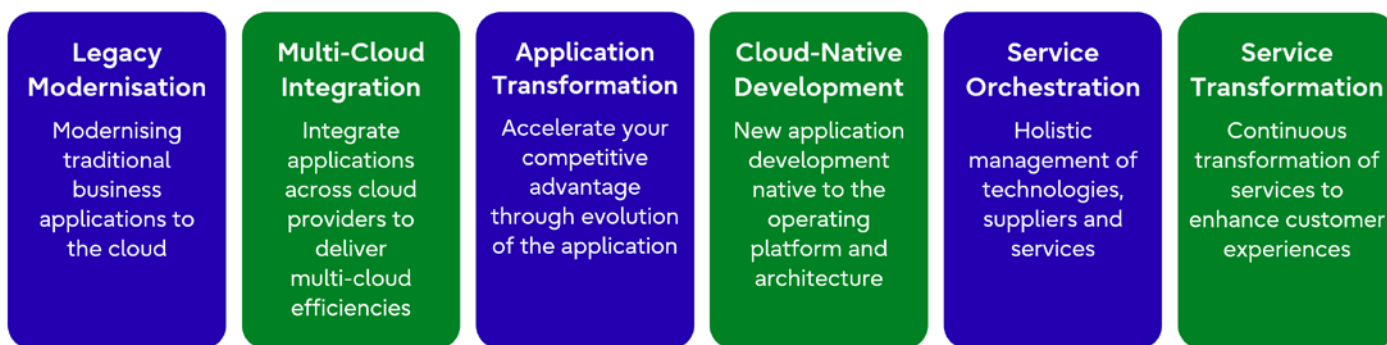 Legacy
Modernisation
Modernising
traditional
business
applications to
the cloud
Multi-Cloud
Integration
Integrate
applications
across cloud
providers to
deliver
multi-cloud
efficiencies
Application
Transformation
Accelerate your
competitive
advantage
through evolution
of the application
Cloud-Native
Development
New application
development
native to the
operating
platform and
architecture
Service
Orchestration
Holistic
management of
technologies,
suppliers and
services
Service
Transformation
Continuous
transformation of
services to
enhance customer
experiences